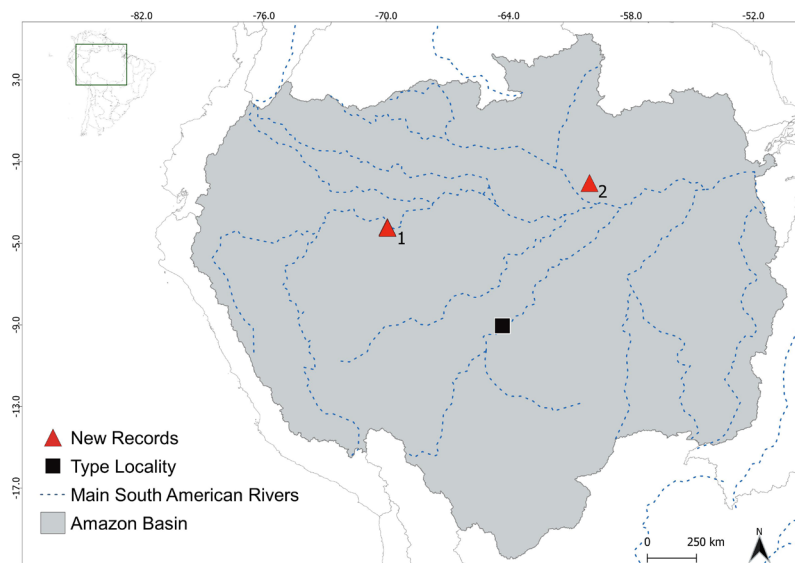 -82.0 -76.0 -70.0 -64.0 -58.0 -52.0
3.0
-1.0
-5.0
-9.0
-13.0
-17.0
2
1
New Records
Type Locality
Main South American Rivers
Amazon Basin
0 250 km
N